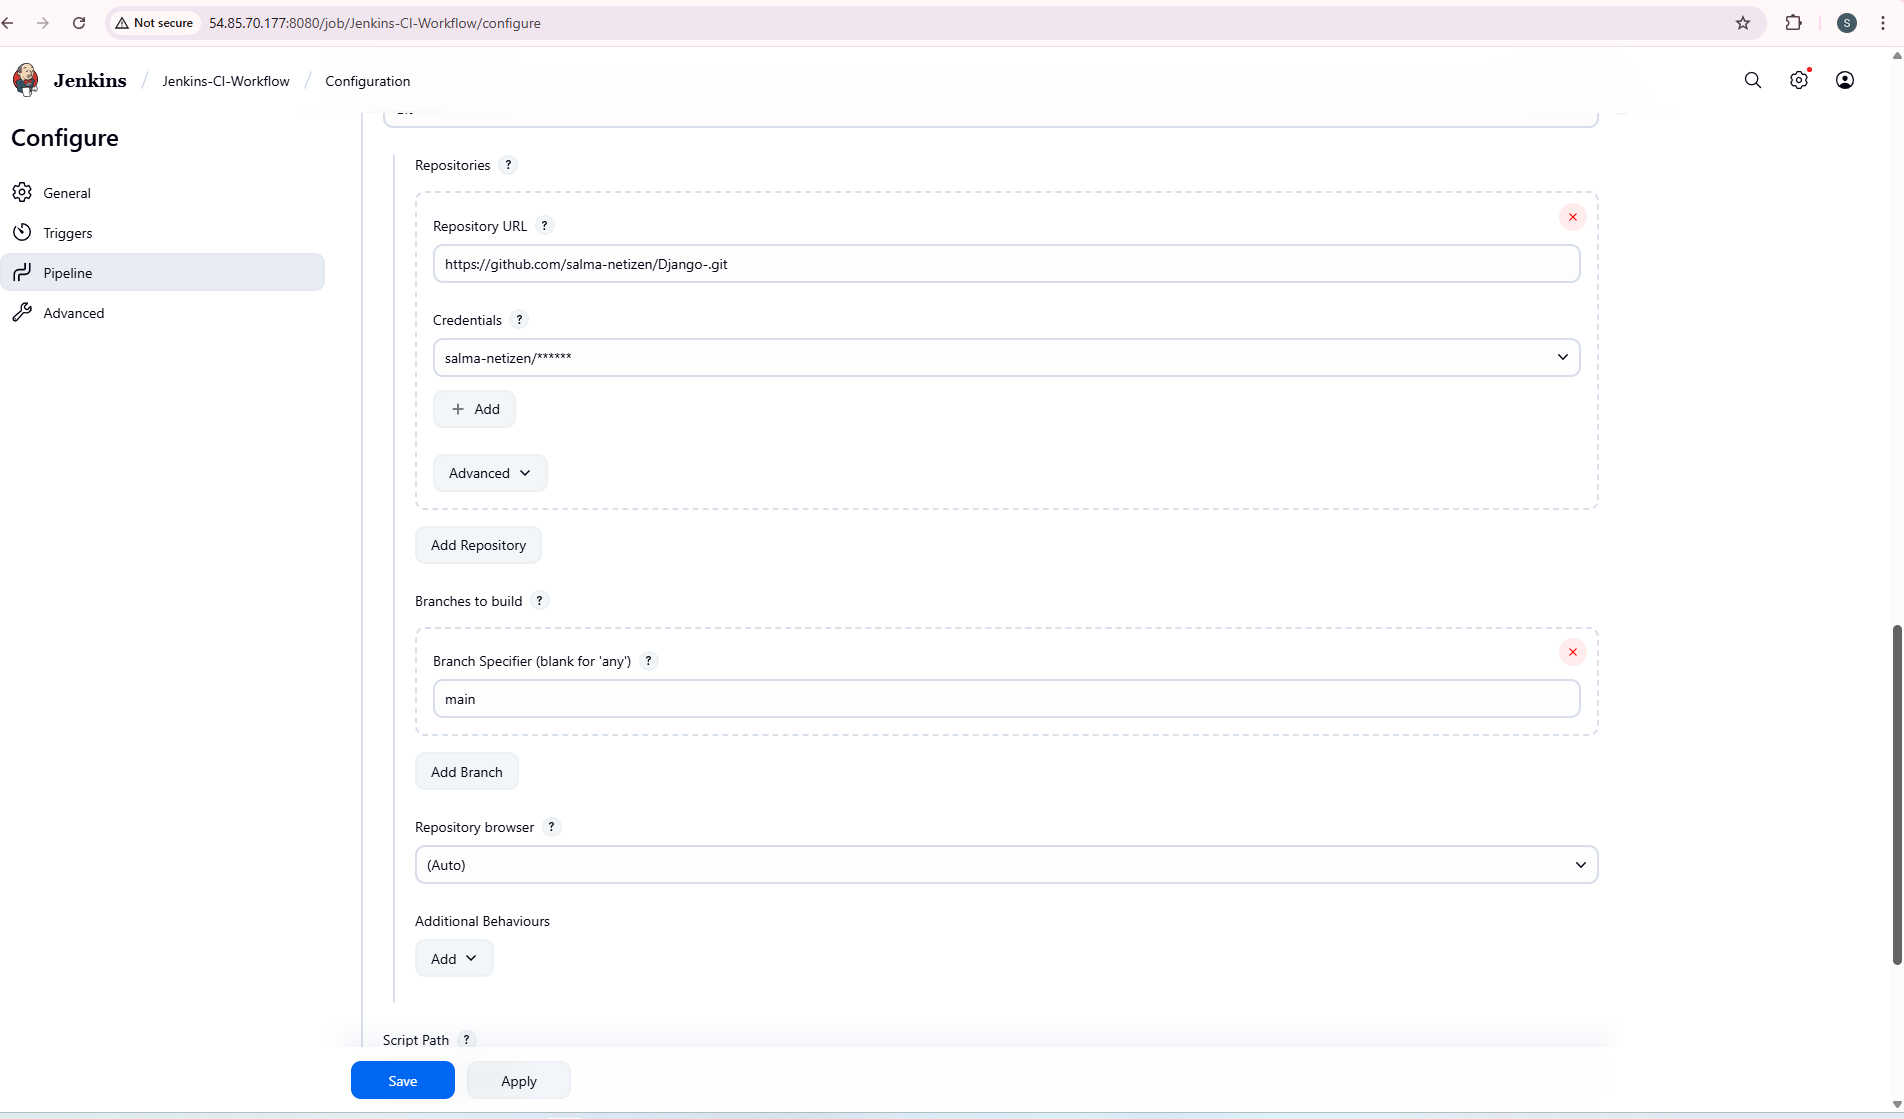 Not secure 54.85.70.177:8080/job/Jenkins-CI-Workflow/configure S
Jenkins / Jenkins-CI-Workflow / Configuration
Configure
General
Triggers
Pipeline
Advanced
Repositories ?
Repository URL ?
https://github.com/salma-netizen/Django-.git
Credentials ?
salma-netizen/******
+ Add
Advanced
Add Repository
Branches to build ?
Branch Specifier (blank for 'any') ?
main
Add Branch
Repository browser ?
(Auto)
Additional Behaviours
Add
Script Path ?
Save Apply